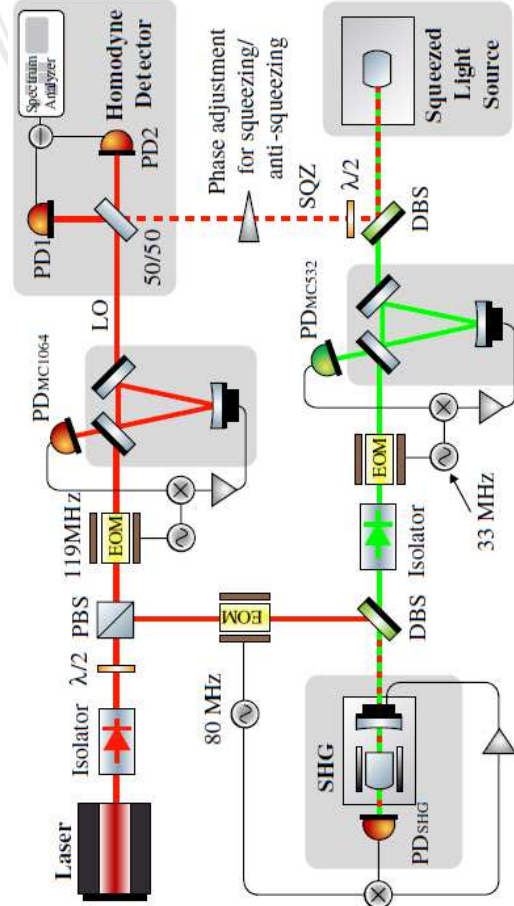 Laser
Isolator
λ/2
PBS
119MHz
EOM
PDMC1064
LO
50/50
PD1
PD2
Spectrum
Analyzer
Homodyne
Detector
80 MHz
EOM
Phase adjustment
for squeezing/
anti-squeezing
SQZ
λ/2
SHG
PDSHG
DBS
Isolator
EOM
33 MHz
PDMC532
DBS
Squeezed
Light
Source